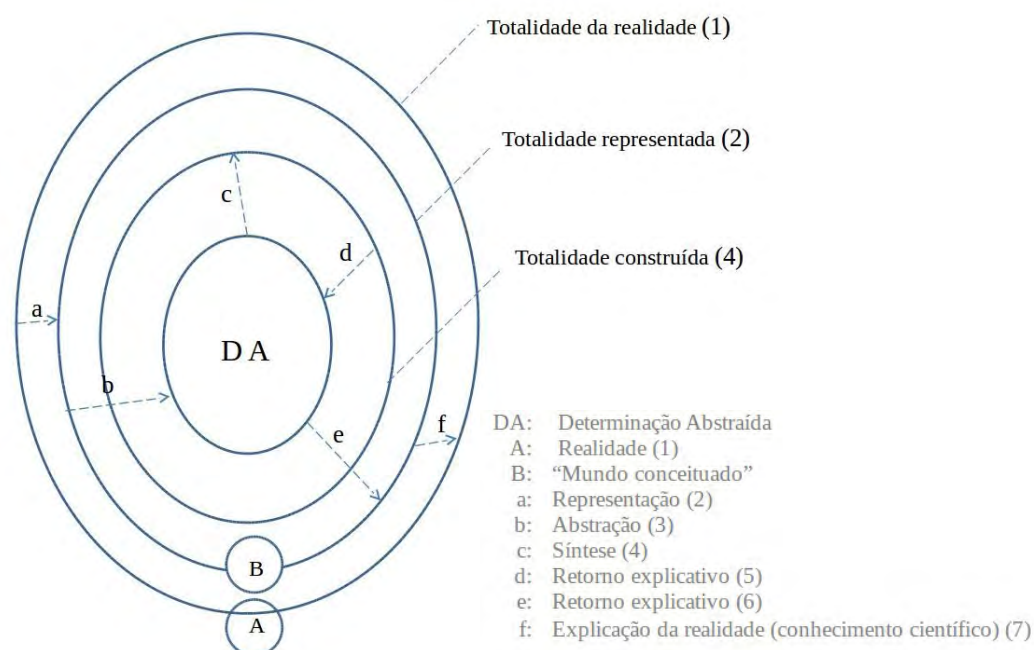 Totalidade da realidade (1)
Totalidade representada (2)
c
d
Totalidade construída (4)
a
D A
b
e
f
DA: Determinação Abstraída
A: Realidade (1)
B: “Mundo conceituado”
a: Representação (2)
b: Abstração (3)
c: Síntese (4)
d: Retorno explicativo (5)
e: Retorno explicativo (6)
f: Explicação da realidade (conhecimento científico) (7)
B
A